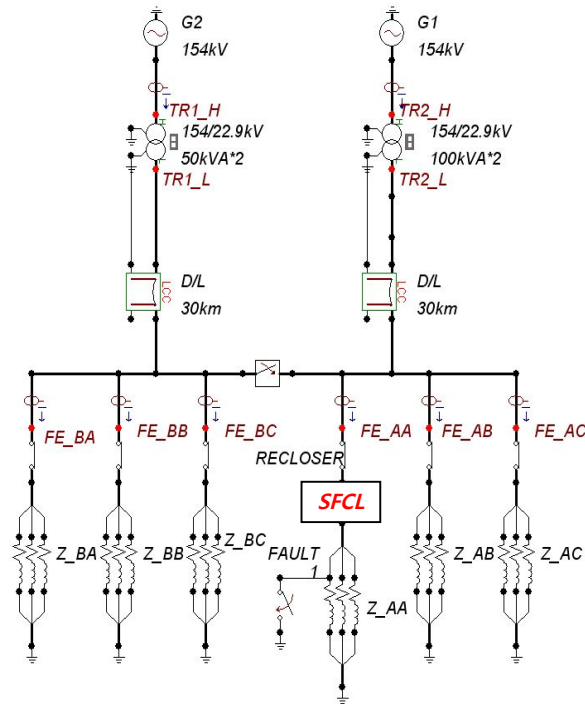 G2
154kV
G1
154kV
TR1_H
154/22.9kV
50kVA*2
TR1_L
TR2_H
154/22.9kV
100kVA*2
TR2_L
LCC
D/L
30km
LCC
D/L
30km
FE_BA
FE_BB
FE_BC
FE_AA
FE_AB
FE_AC
RECLOSER
SFCL
Z_BA
Z_BB
Z_BC
FAULT
1
Z_AA
Z_AB
Z_AC